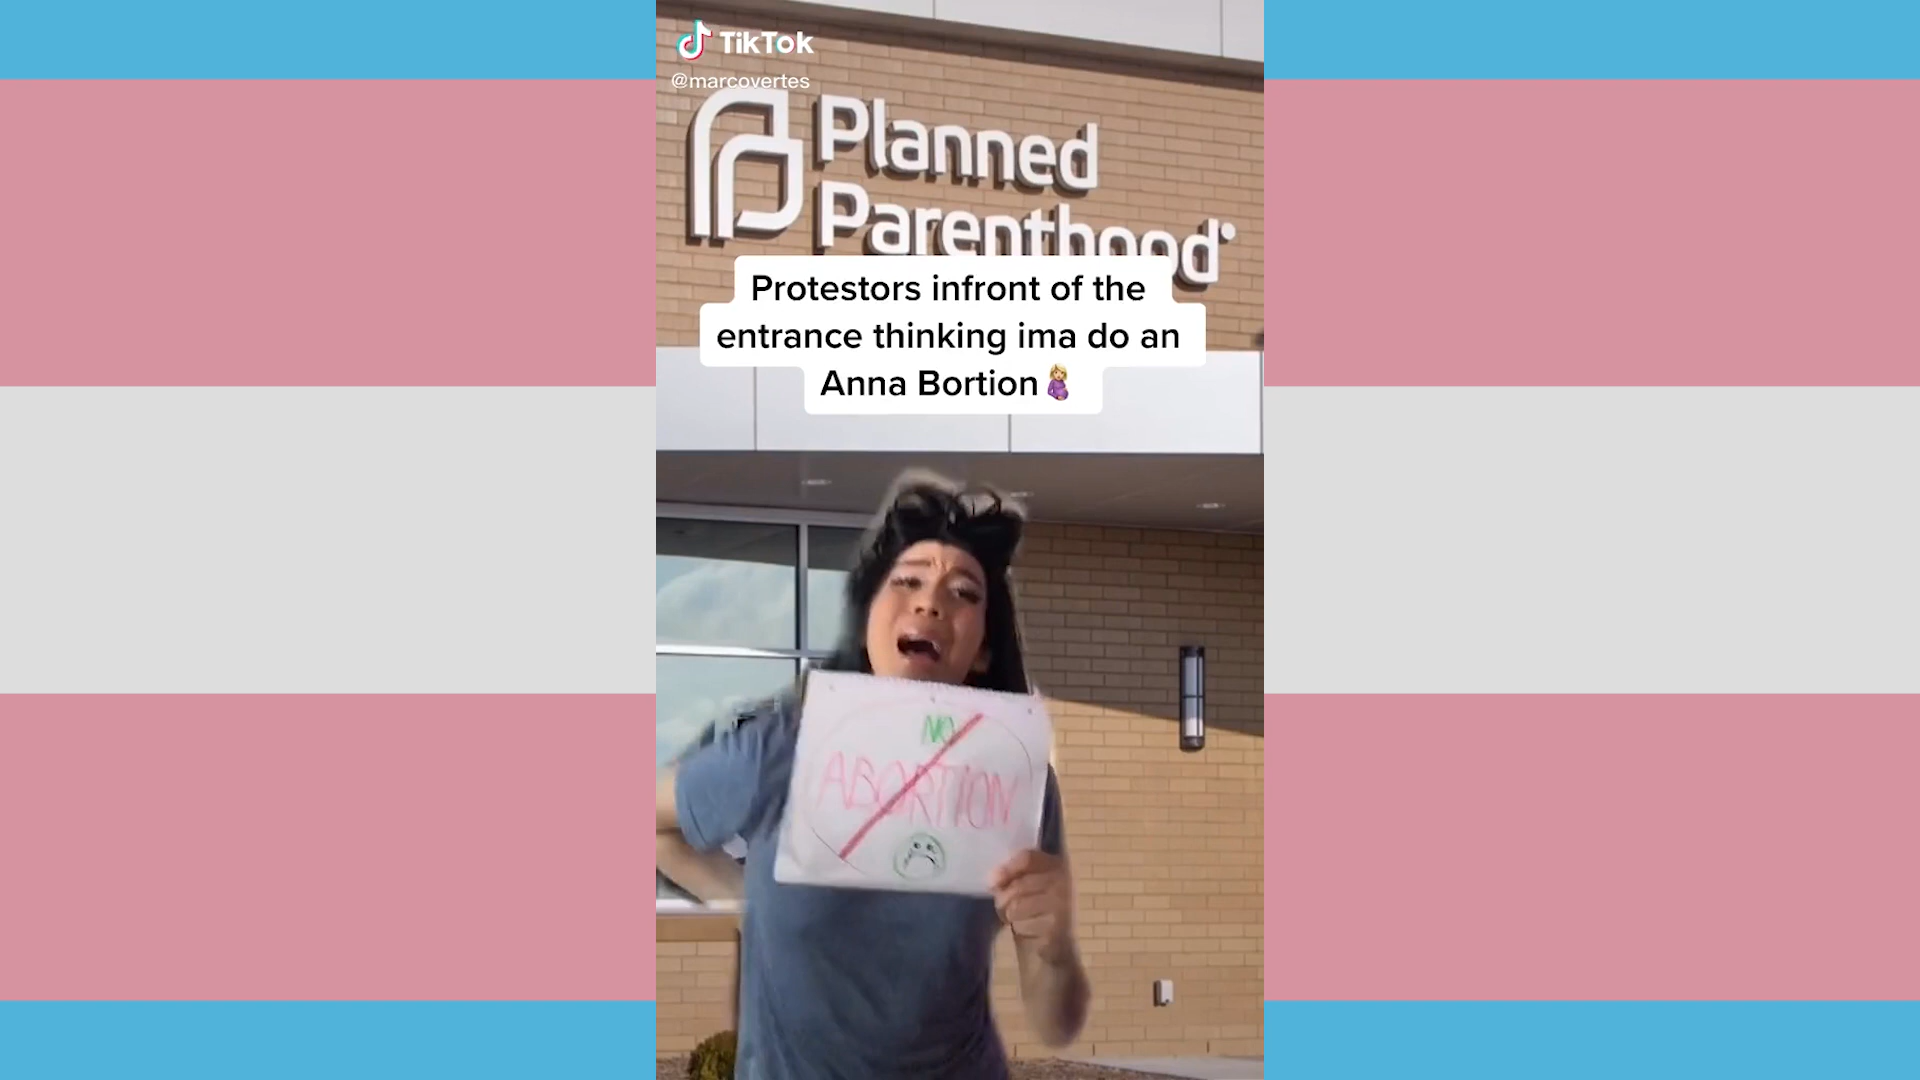 TikTok
@marcovertes
Planned
Parenthood
Protestors infront of the
entrance thinking ima do an
Anna Bortion
NO
ABORTION